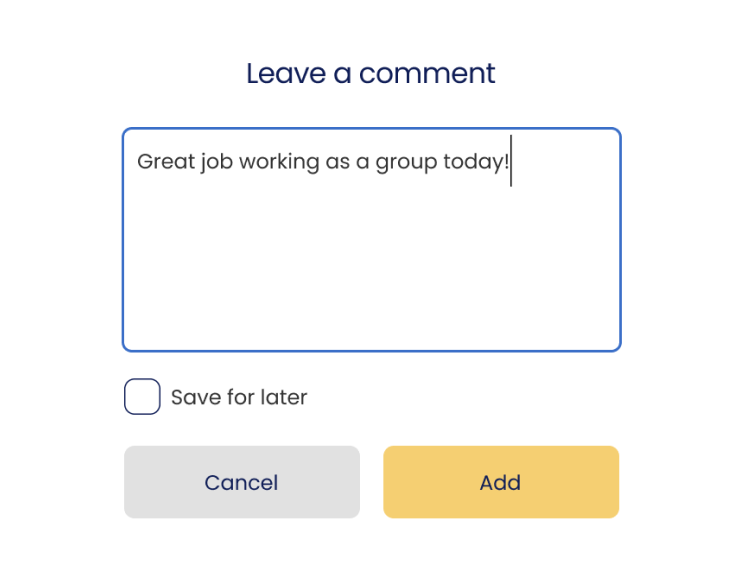 Leave a comment
Great job working as a group today!
Save for later
Cancel
Add